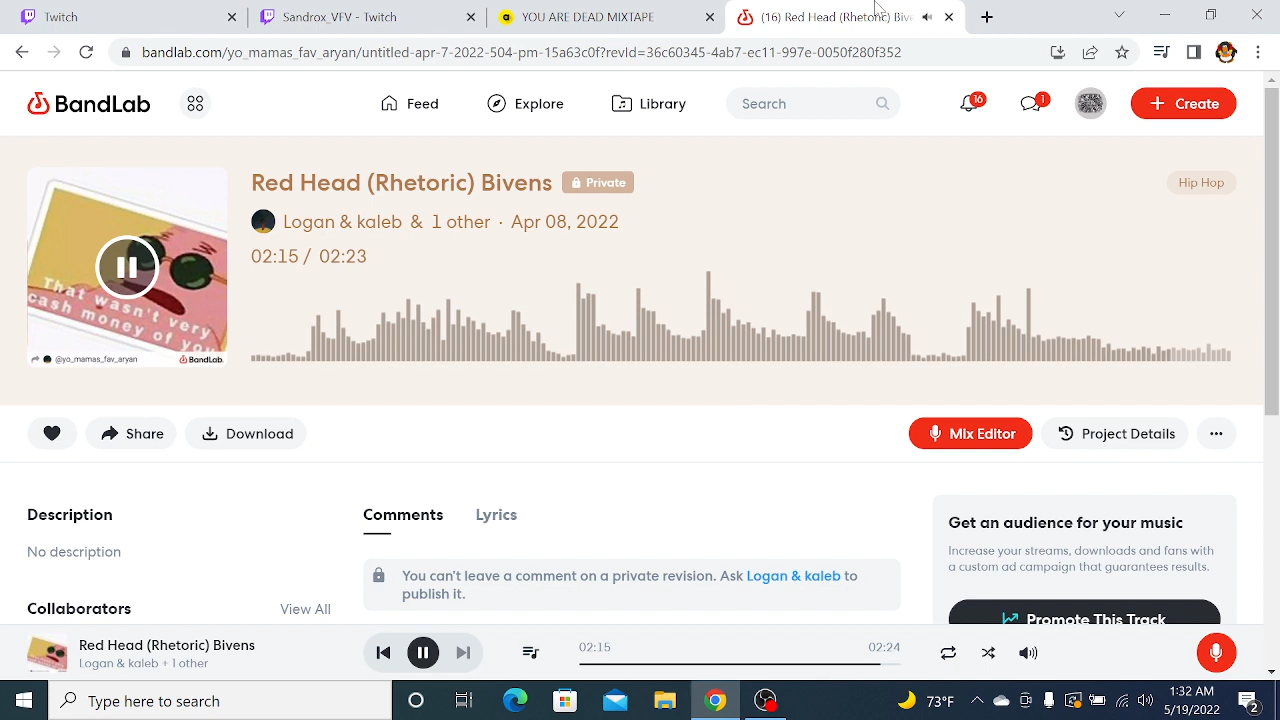 Twitch
Sendotrix_VFH - Twitch
YOU ARE DEAD MIXTAPE
(16) Red Head (Rhetoric) Bivens
bandlab.com/yo_mamas_fav_aryan/untitled-apr-7-2022-504-pm-15a63c0f?revId=36c60345-4ab7-ec11-997e-0050f280f352
BandLab
Feed
Explore
Library
Search
16
1
Create
Red Head (Rhetoric) Bivens
Private
Hip Hop
Logan & kaleb & 1 other · Apr 08, 2022
02:15 / 02:23
That wasn't very
cash money of you
@yo_mamas_fav_aryan
BandLab
Share
Download
Mix Editor
Project Details
Description
Comments
Lyrics
Get an audience for your music
No description
Increase your streams, downloads and fans with
a custom ad campaign that guarantees results.
You can't leave a comment on a private revision. Ask Logan & kaleb to
publish it.
Collaborators
View All
Promote This Track
Red Head (Rhetoric) Bivens
Logan & kaleb + 1 other
02:15
02:24
Type here to search
73°F
1:32 AM
5/19/2022
2